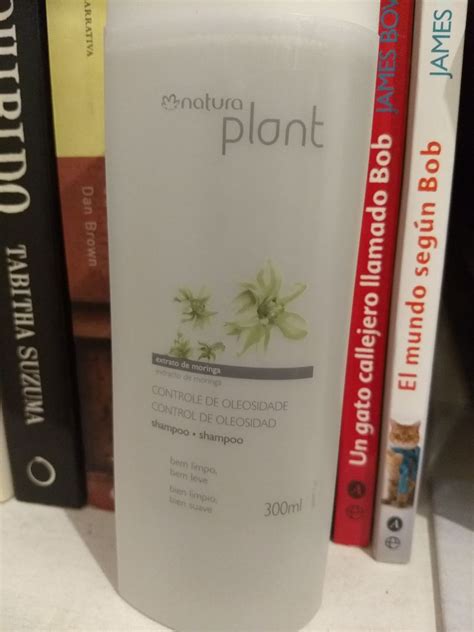 NARRATIVA
TABITHA SUZUMA
Dan Brown
natura
plant
extrato de moringa
extracto de moringa
CONTROLE DE OLEOSIDADE
CONTROL DE OLEOSIDAD
shampoo • shampoo
bem limpo,
bem leve
bien limpio,
bien suave
300ml
Un gato callejero llamado Bob
JAMES BOW
El mundo según Bob
JAMES